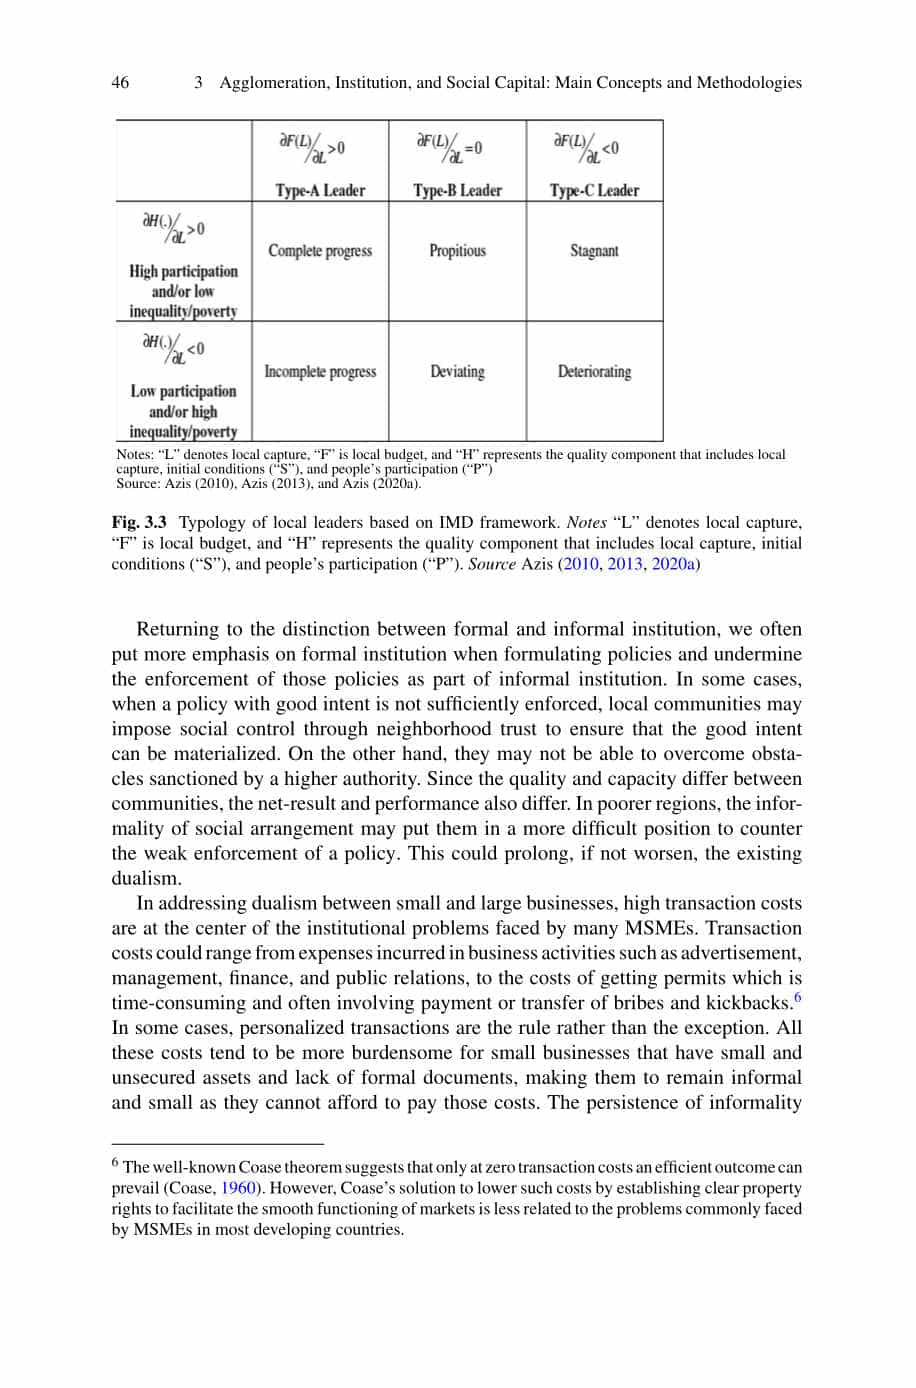 46 3 Agglomeration, Institution, and Social Capital: Main Concepts and Methodologies
∂F(L)/∂L >0 ∂F(L)/∂L =0 ∂F(L)/∂L <0
Type-A Leader Type-B Leader Type-C Leader
∂H(.)/∂L >0
Complete progress Propitious Stagnant
High participation
and/or low
inequality/poverty
∂H(.)/∂L <0
Incomplete progress Deviating Deteriorating
Low participation
and/or high
inequality/poverty
Notes: “L” denotes local capture, “F” is local budget, and “H” represents the quality component that includes local
capture, initial conditions (“S”), and people’s participation (“P”)
Source: Azis (2010), Azis (2013), and Azis (2020a).
Fig. 3.3 Typology of local leaders based on IMD framework. Notes “L” denotes local capture,
“F” is local budget, and “H” represents the quality component that includes local capture, initial
conditions (“S”), and people’s participation (“P”). Source Azis (2010, 2013, 2020a)
Returning to the distinction between formal and informal institution, we often
put more emphasis on formal institution when formulating policies and undermine
the enforcement of those policies as part of informal institution. In some cases,
when a policy with good intent is not sufficiently enforced, local communities may
impose social control through neighborhood trust to ensure that the good intent
can be materialized. On the other hand, they may not be able to overcome obsta-
cles sanctioned by a higher authority. Since the quality and capacity differ between
communities, the net-result and performance also differ. In poorer regions, the infor-
mality of social arrangement may put them in a more difficult position to counter
the weak enforcement of a policy. This could prolong, if not worsen, the existing
dualism.
In addressing dualism between small and large businesses, high transaction costs
are at the center of the institutional problems faced by many MSMEs. Transaction
costs could range from expenses incurred in business activities such as advertisement,
management, finance, and public relations, to the costs of getting permits which is
time-consuming and often involving payment or transfer of bribes and kickbacks.6
In some cases, personalized transactions are the rule rather than the exception. All
these costs tend to be more burdensome for small businesses that have small and
unsecured assets and lack of formal documents, making them to remain informal
and small as they cannot afford to pay those costs. The persistence of informality
6 The well-known Coase theorem suggests that only at zero transaction costs an efficient outcome can
prevail (Coase, 1960). However, Coase’s solution to lower such costs by establishing clear property
rights to facilitate the smooth functioning of markets is less related to the problems commonly faced
by MSMEs in most developing countries.